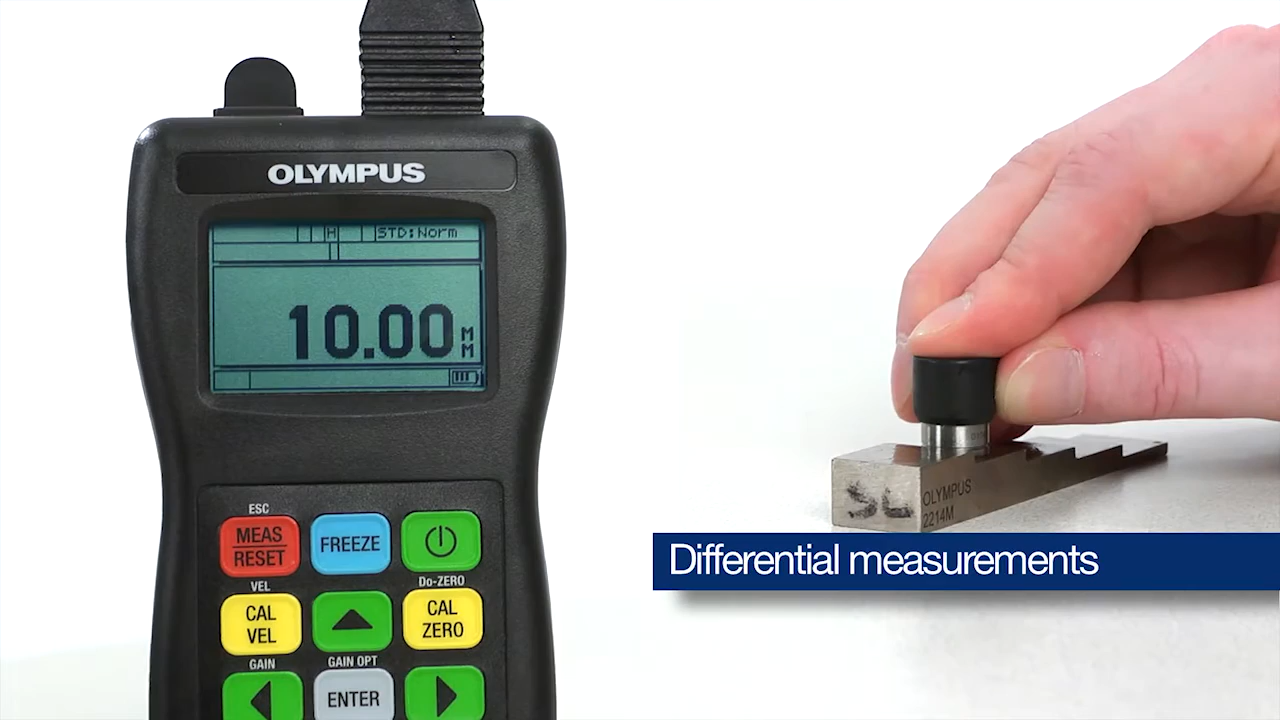 OLYMPUS
H
STD:Norm
10.00 MM
ESC
MEAS
RESET
FREEZE
VEL
Do-ZERO
CAL
VEL
CAL
ZERO
GAIN
GAIN OPT
ENTER
OLYMPUS
2214M
Differential measurements